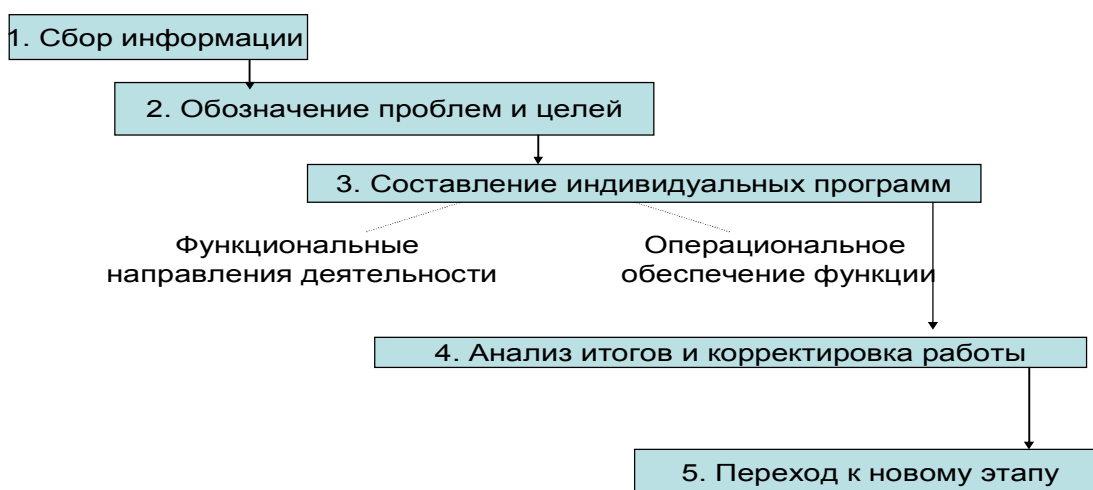 1. Сбор информации
2. Обозначение проблем и целей
3. Составление индивидуальных программ
Функциональные
направления деятельности
Операциональное
обеспечение функции
4. Анализ итогов и корректировка работы
5. Переход к новому этапу